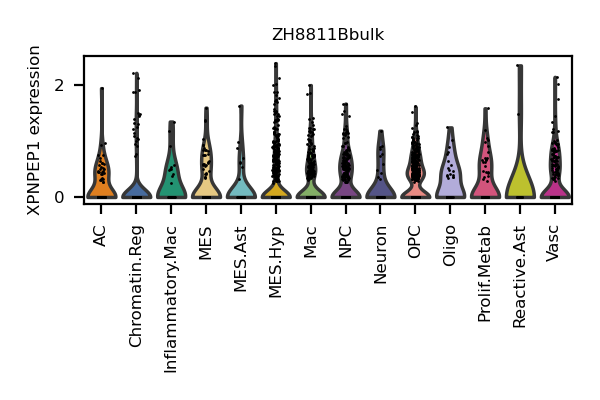 ZH8811Bbulk
XPNPEP1 expression
2
0
AC
Chromatin.Reg
Inflammatory.Mac
MES
MES.Ast
MES.Hyp
Mac
NPC
Neuron
OPC
Oligo
Prolif.Metab
Reactive.Ast
Vasc